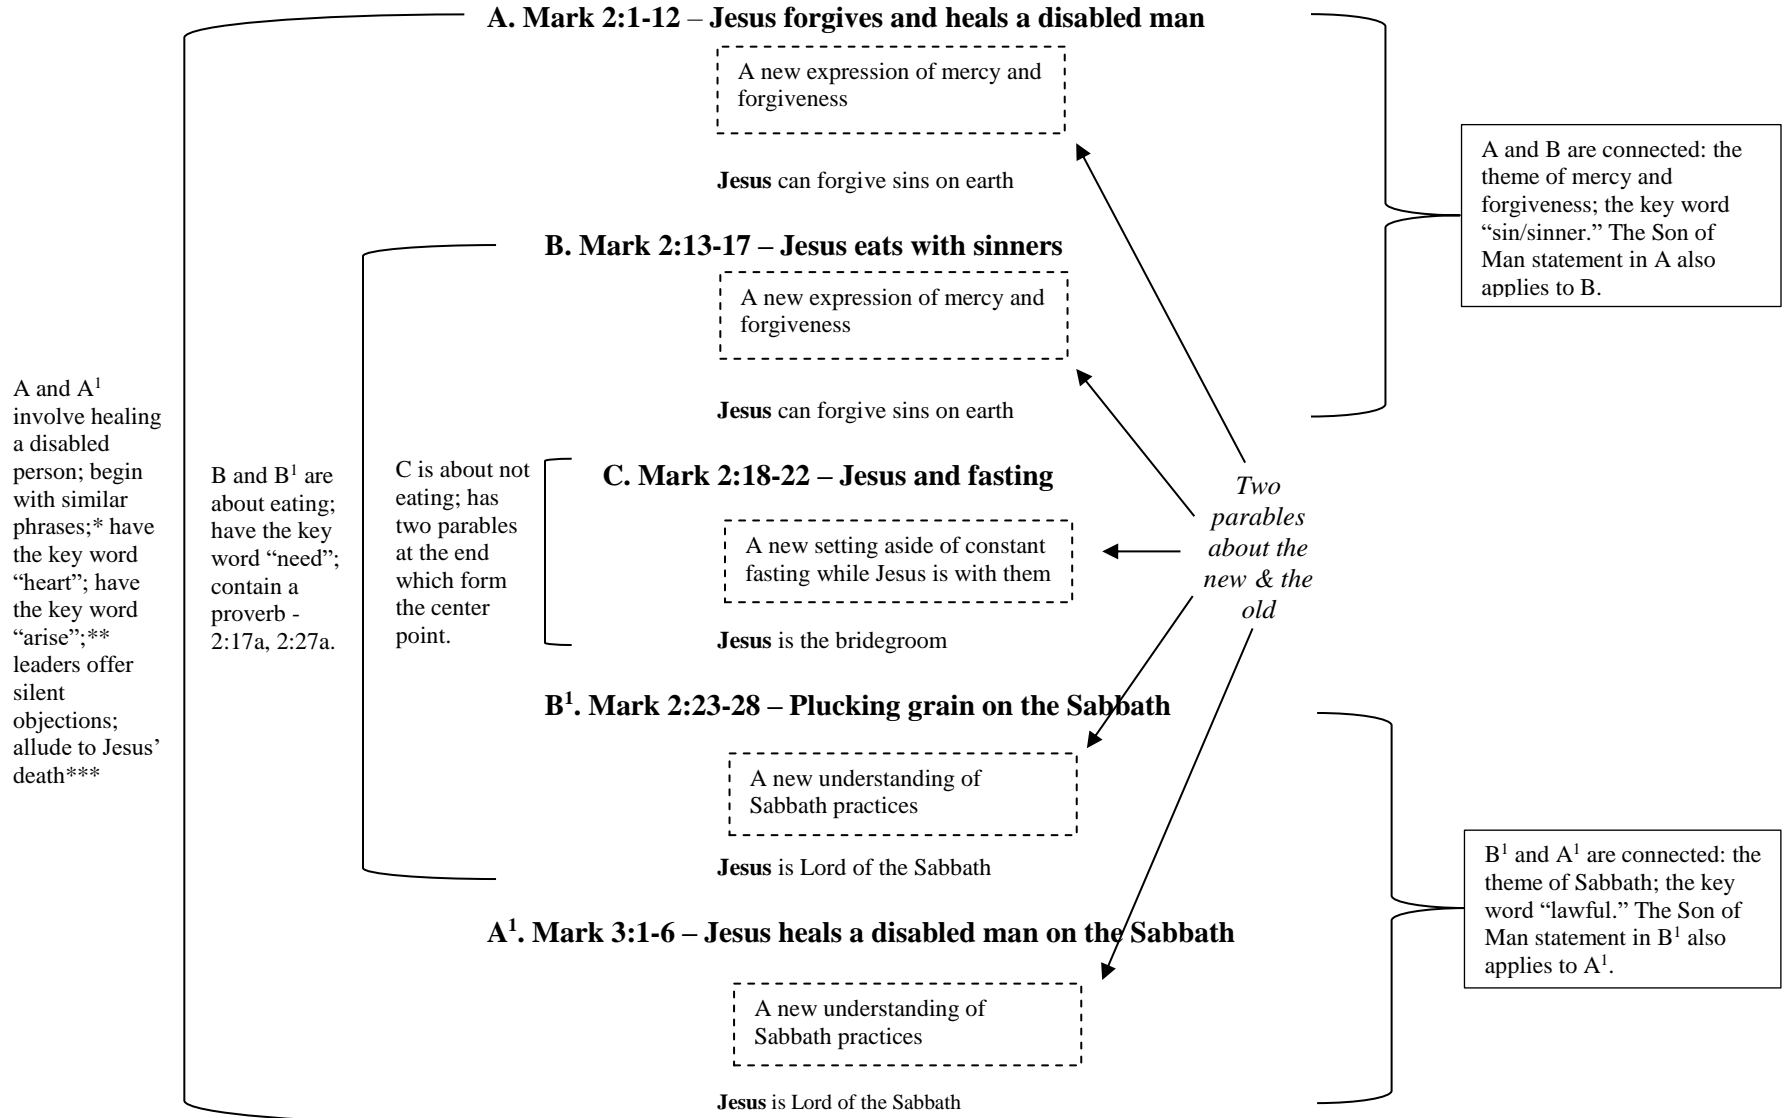 A. Mark 2:1-12 – Jesus forgives and heals a disabled man
A new expression of mercy and
forgiveness
Jesus can forgive sins on earth
B. Mark 2:13-17 – Jesus eats with sinners
A new expression of mercy and
forgiveness
Jesus can forgive sins on earth
C. Mark 2:18-22 – Jesus and fasting
A new setting aside of constant
fasting while Jesus is with them
Jesus is the bridegroom
B¹. Mark 2:23-28 – Plucking grain on the Sabbath
A new understanding of
Sabbath practices
Jesus is Lord of the Sabbath
A¹. Mark 3:1-6 – Jesus heals a disabled man on the Sabbath
A new understanding of
Sabbath practices
Jesus is Lord of the Sabbath
A and A¹
involve healing
a disabled
person; begin
with similar
phrases;* have
the key word
“heart”; have
the key word
“arise”;**
leaders offer
silent
objections;
allude to Jesus’
death***
B and B¹ are
about eating;
have the key
word “need”;
contain a
proverb -
2:17a, 2:27a.
C is about not
eating; has
two parables
at the end
which form
the center
point.
Two
parables
about the
new & the
old
A and B are connected: the
theme of mercy and
forgiveness; the key word
“sin/sinner.” The Son of
Man statement in A also
applies to B.
B¹ and A¹ are connected: the
theme of Sabbath; the key
word “lawful.” The Son of
Man statement in B¹ also
applies to A¹.